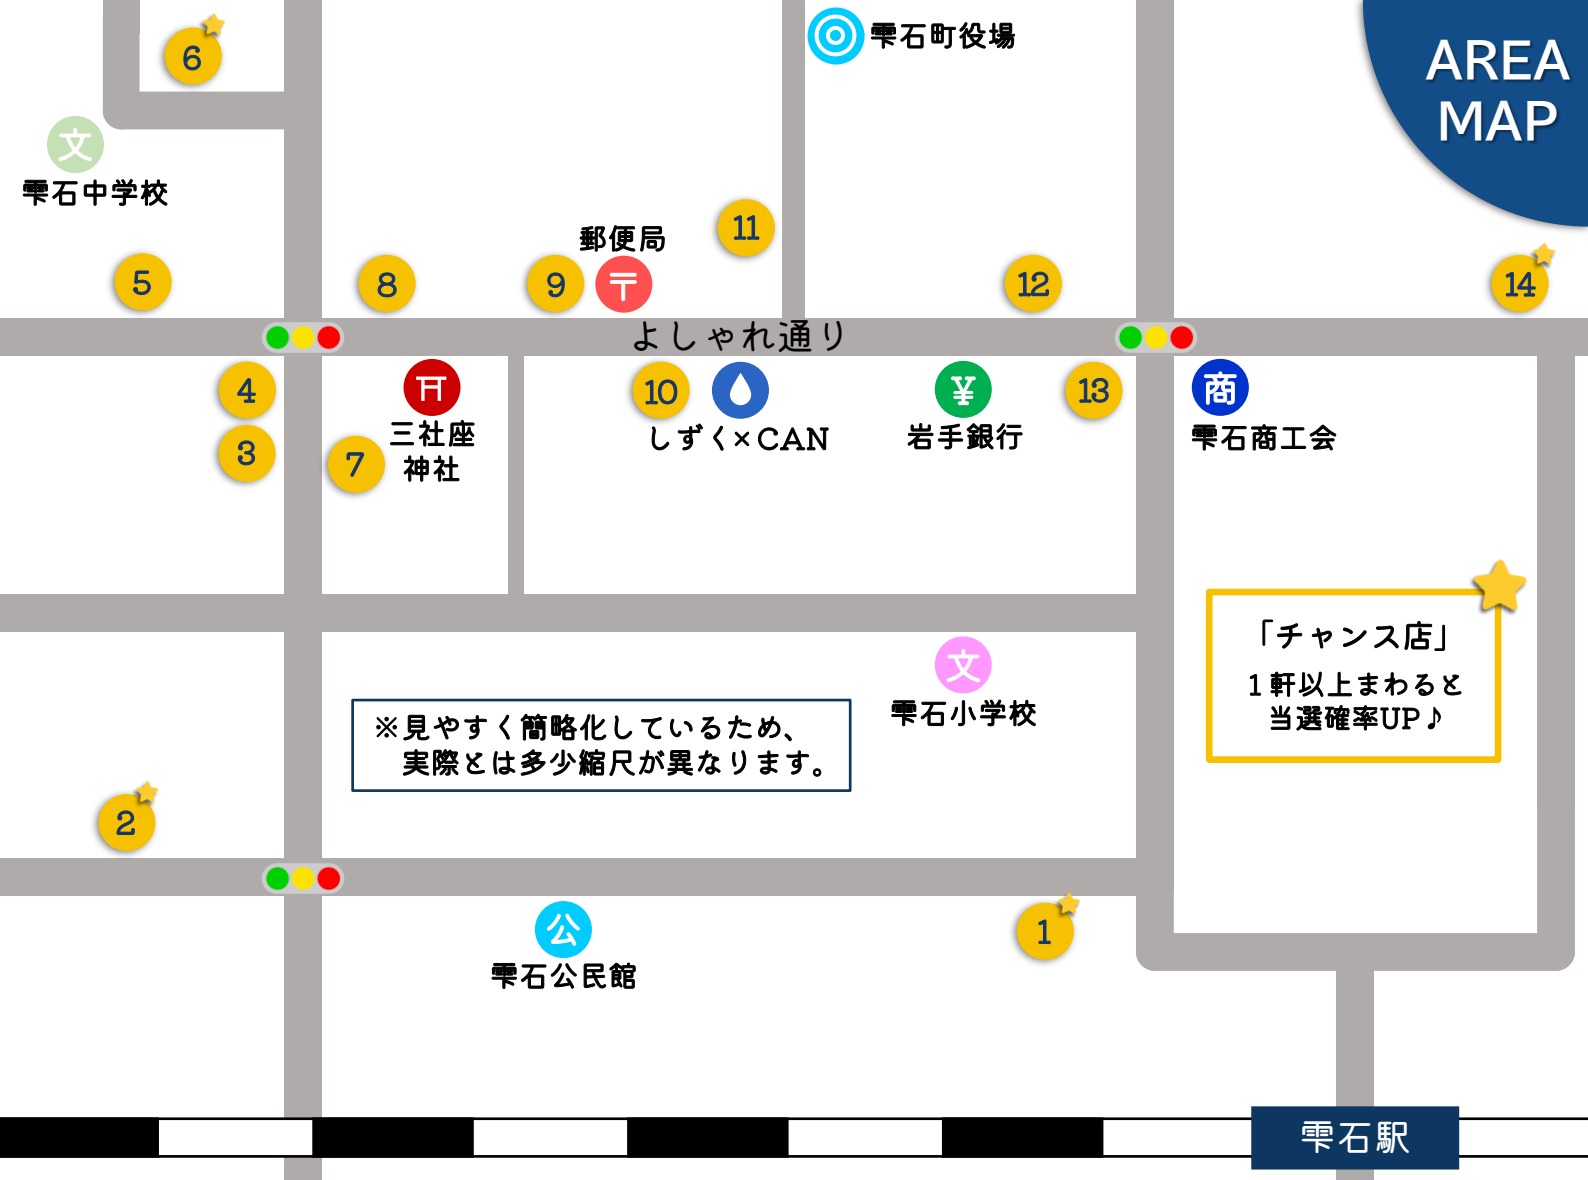 AREA
MAP
雫石町役場
6
文
雫石中学校
11
郵便局
5
8
9
〒
12
14
よしゃれ通り
4
三社座
神社
10
しずく×CAN
¥
岩手銀行
13
商
雫石商工会
3
7
「チャンス店」
1軒以上まわると
当選確率UP♪
文
雫石小学校
※見やすく簡略化しているため、
実際とは多少縮尺が異なります。
2
公
雫石公民館
1
雫石駅